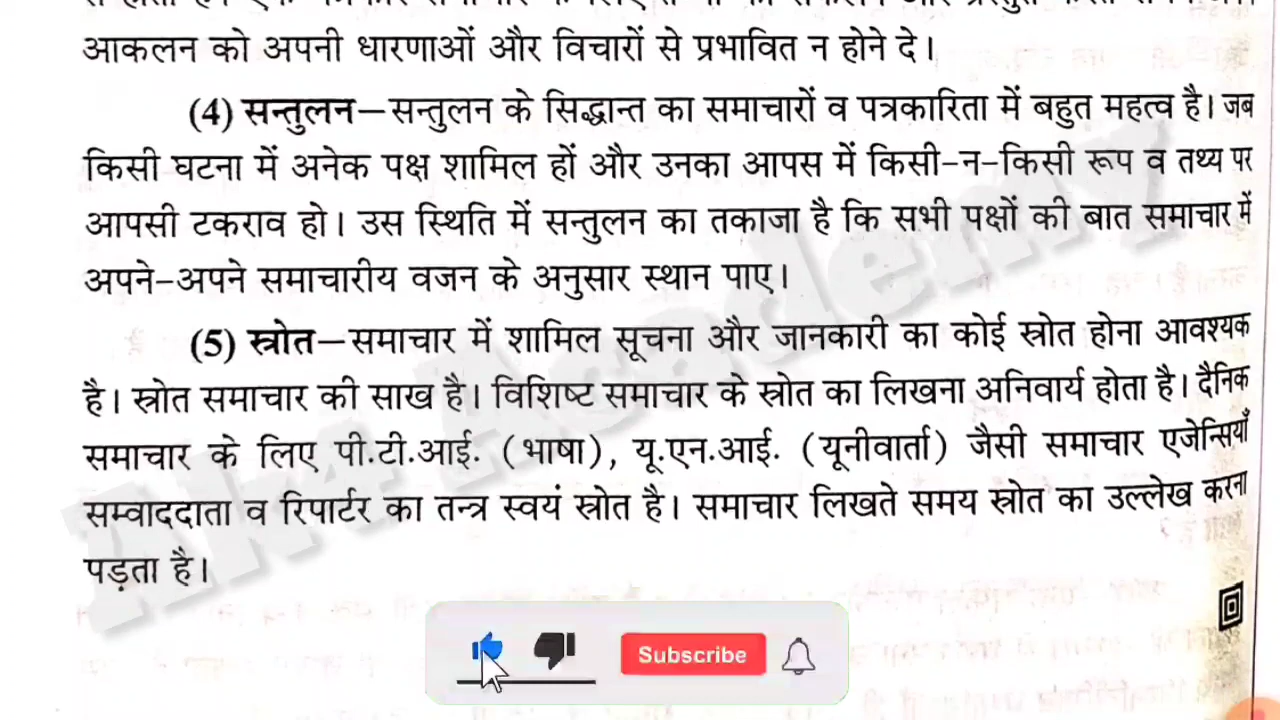 आकलन को अपनी धारणाओं और विचारों से प्रभावित न होने दे।
(4) सन्तुलन–सन्तुलन के सिद्धान्त का समाचारों व पत्रकारिता में बहुत महत्व है। जब
किसी घटना में अनेक पक्ष शामिल हों और उनका आपस में किसी-न-किसी रूप व तथ्य पर
आपसी टकराव हो। उस स्थिति में सन्तुलन का तकाजा है कि सभी पक्षों की बात समाचार में
अपने-अपने समाचारीय वजन के अनुसार स्थान पाए।
(5) स्रोत–समाचार में शामिल सूचना और जानकारी का कोई स्रोत होना आवश्यक
है। स्रोत समाचार की साख है। विशिष्ट समाचार के स्रोत का लिखना अनिवार्य होता है। दैनिक
समाचार के लिए पी.टी.आई. (भाषा), यू.एन.आई. (यूनीवार्ता) जैसी समाचार एजेन्सियाँ
सम्वाददाता व रिपार्टर का तन्त्र स्वयं स्रोत है। समाचार लिखते समय स्रोत का उल्लेख करना
पड़ता है।
Academy
Subscribe